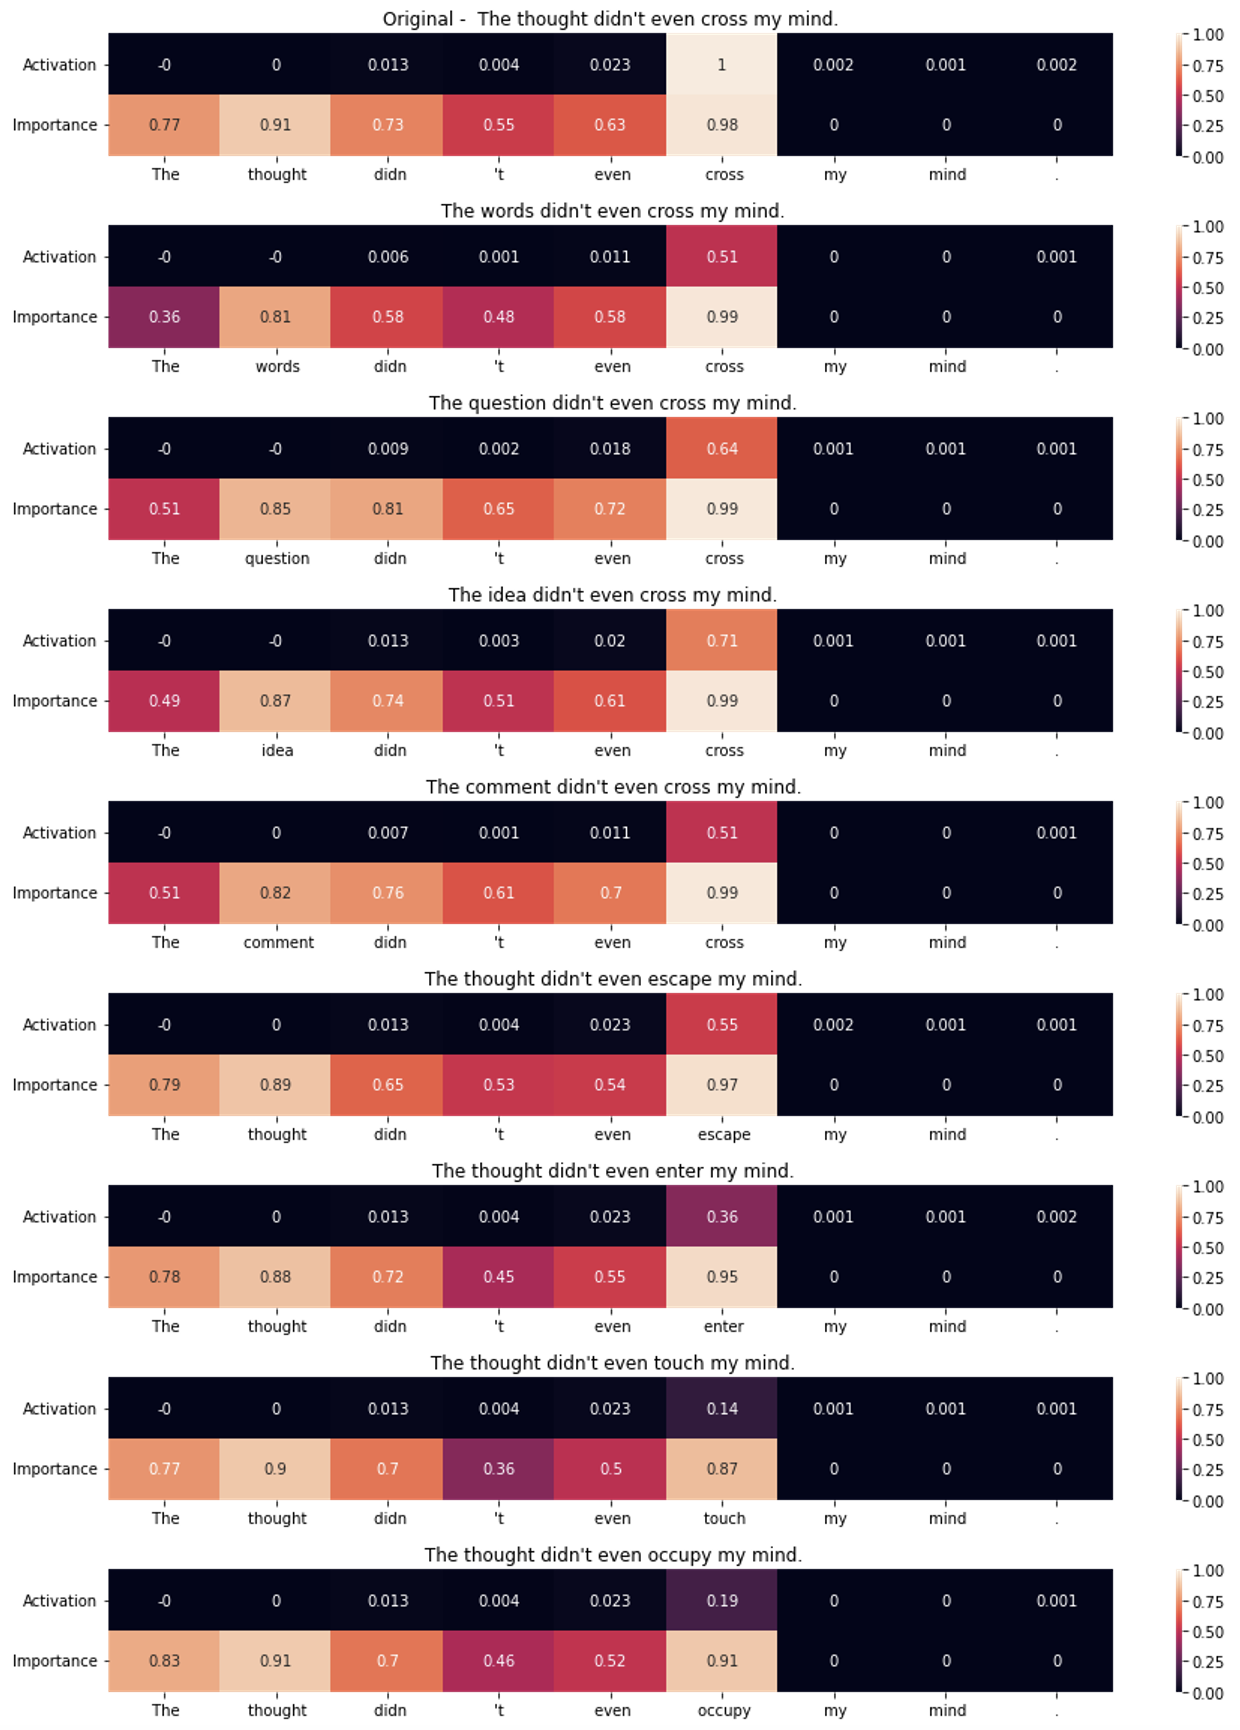 Original -  The thought didn't even cross my mind.
Activation -0 0 0.013 0.004 0.023 1 0.002 0.001 0.002
Importance 0.77 0.91 0.73 0.55 0.63 0.98 0 0 0
The thought didn 't even cross my mind .
1.00
0.75
0.50
0.25
0.00
The words didn't even cross my mind.
Activation -0 -0 0.006 0.001 0.011 0.51 0 0 0.001
Importance 0.36 0.81 0.58 0.48 0.58 0.99 0 0 0
The words didn 't even cross my mind .
1.00
0.75
0.50
0.25
0.00
The question didn't even cross my mind.
Activation -0 -0 0.009 0.002 0.018 0.64 0.001 0.001 0.001
Importance 0.51 0.85 0.81 0.65 0.72 0.99 0 0 0
The question didn 't even cross my mind .
1.00
0.75
0.50
0.25
0.00
The idea didn't even cross my mind.
Activation -0 -0 0.013 0.003 0.02 0.71 0.001 0.001 0.001
Importance 0.49 0.87 0.74 0.51 0.61 0.99 0 0 0
The idea didn 't even cross my mind .
1.00
0.75
0.50
0.25
0.00
The comment didn't even cross my mind.
Activation -0 0 0.007 0.001 0.011 0.51 0 0 0.001
Importance 0.51 0.82 0.76 0.61 0.7 0.99 0 0 0
The comment didn 't even cross my mind .
1.00
0.75
0.50
0.25
0.00
The thought didn't even escape my mind.
Activation -0 0 0.013 0.004 0.023 0.55 0.002 0.001 0.001
Importance 0.79 0.89 0.65 0.53 0.54 0.97 0 0 0
The thought didn 't even escape my mind .
1.00
0.75
0.50
0.25
0.00
The thought didn't even enter my mind.
Activation -0 0 0.013 0.004 0.023 0.36 0.001 0.001 0.002
Importance 0.78 0.88 0.72 0.45 0.55 0.95 0 0 0
The thought didn 't even enter my mind .
1.00
0.75
0.50
0.25
0.00
The thought didn't even touch my mind.
Activation -0 0 0.013 0.004 0.023 0.14 0.001 0.001 0.001
Importance 0.77 0.9 0.7 0.36 0.5 0.87 0 0 0
The thought didn 't even touch my mind .
1.00
0.75
0.50
0.25
0.00
The thought didn't even occupy my mind.
Activation -0 0 0.013 0.004 0.023 0.19 0 0 0.001
Importance 0.83 0.91 0.7 0.46 0.52 0.91 0 0 0
The thought didn 't even occupy my mind .
1.00
0.75
0.50
0.25
0.00